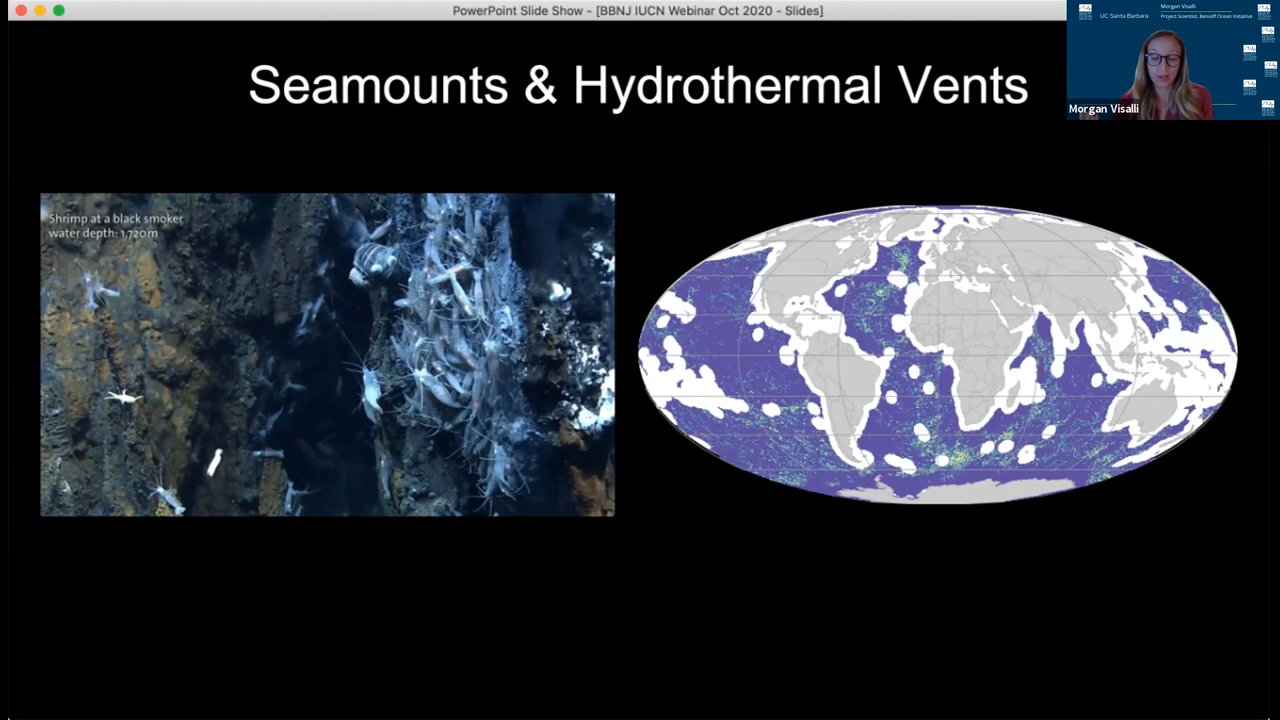 PowerPoint Slide Show - [BBNJ IUCN Webinar Oct 2020 - Slides]
Seamounts & Hydrothermal Vents
UC Santa Barbara
Morgan Visalli
Project Scientist, Benioff Ocean Initiative
Morgan Visalli
Shrimp at a black smoker
water depth: 1,720m